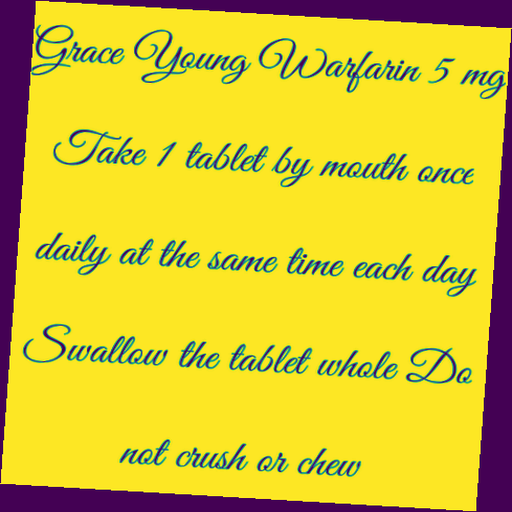 Grace Young Warfarin 5 mg
Take 1 tablet by mouth once
daily at the same time each day
Swallow the tablet whole Do
not crush or chew